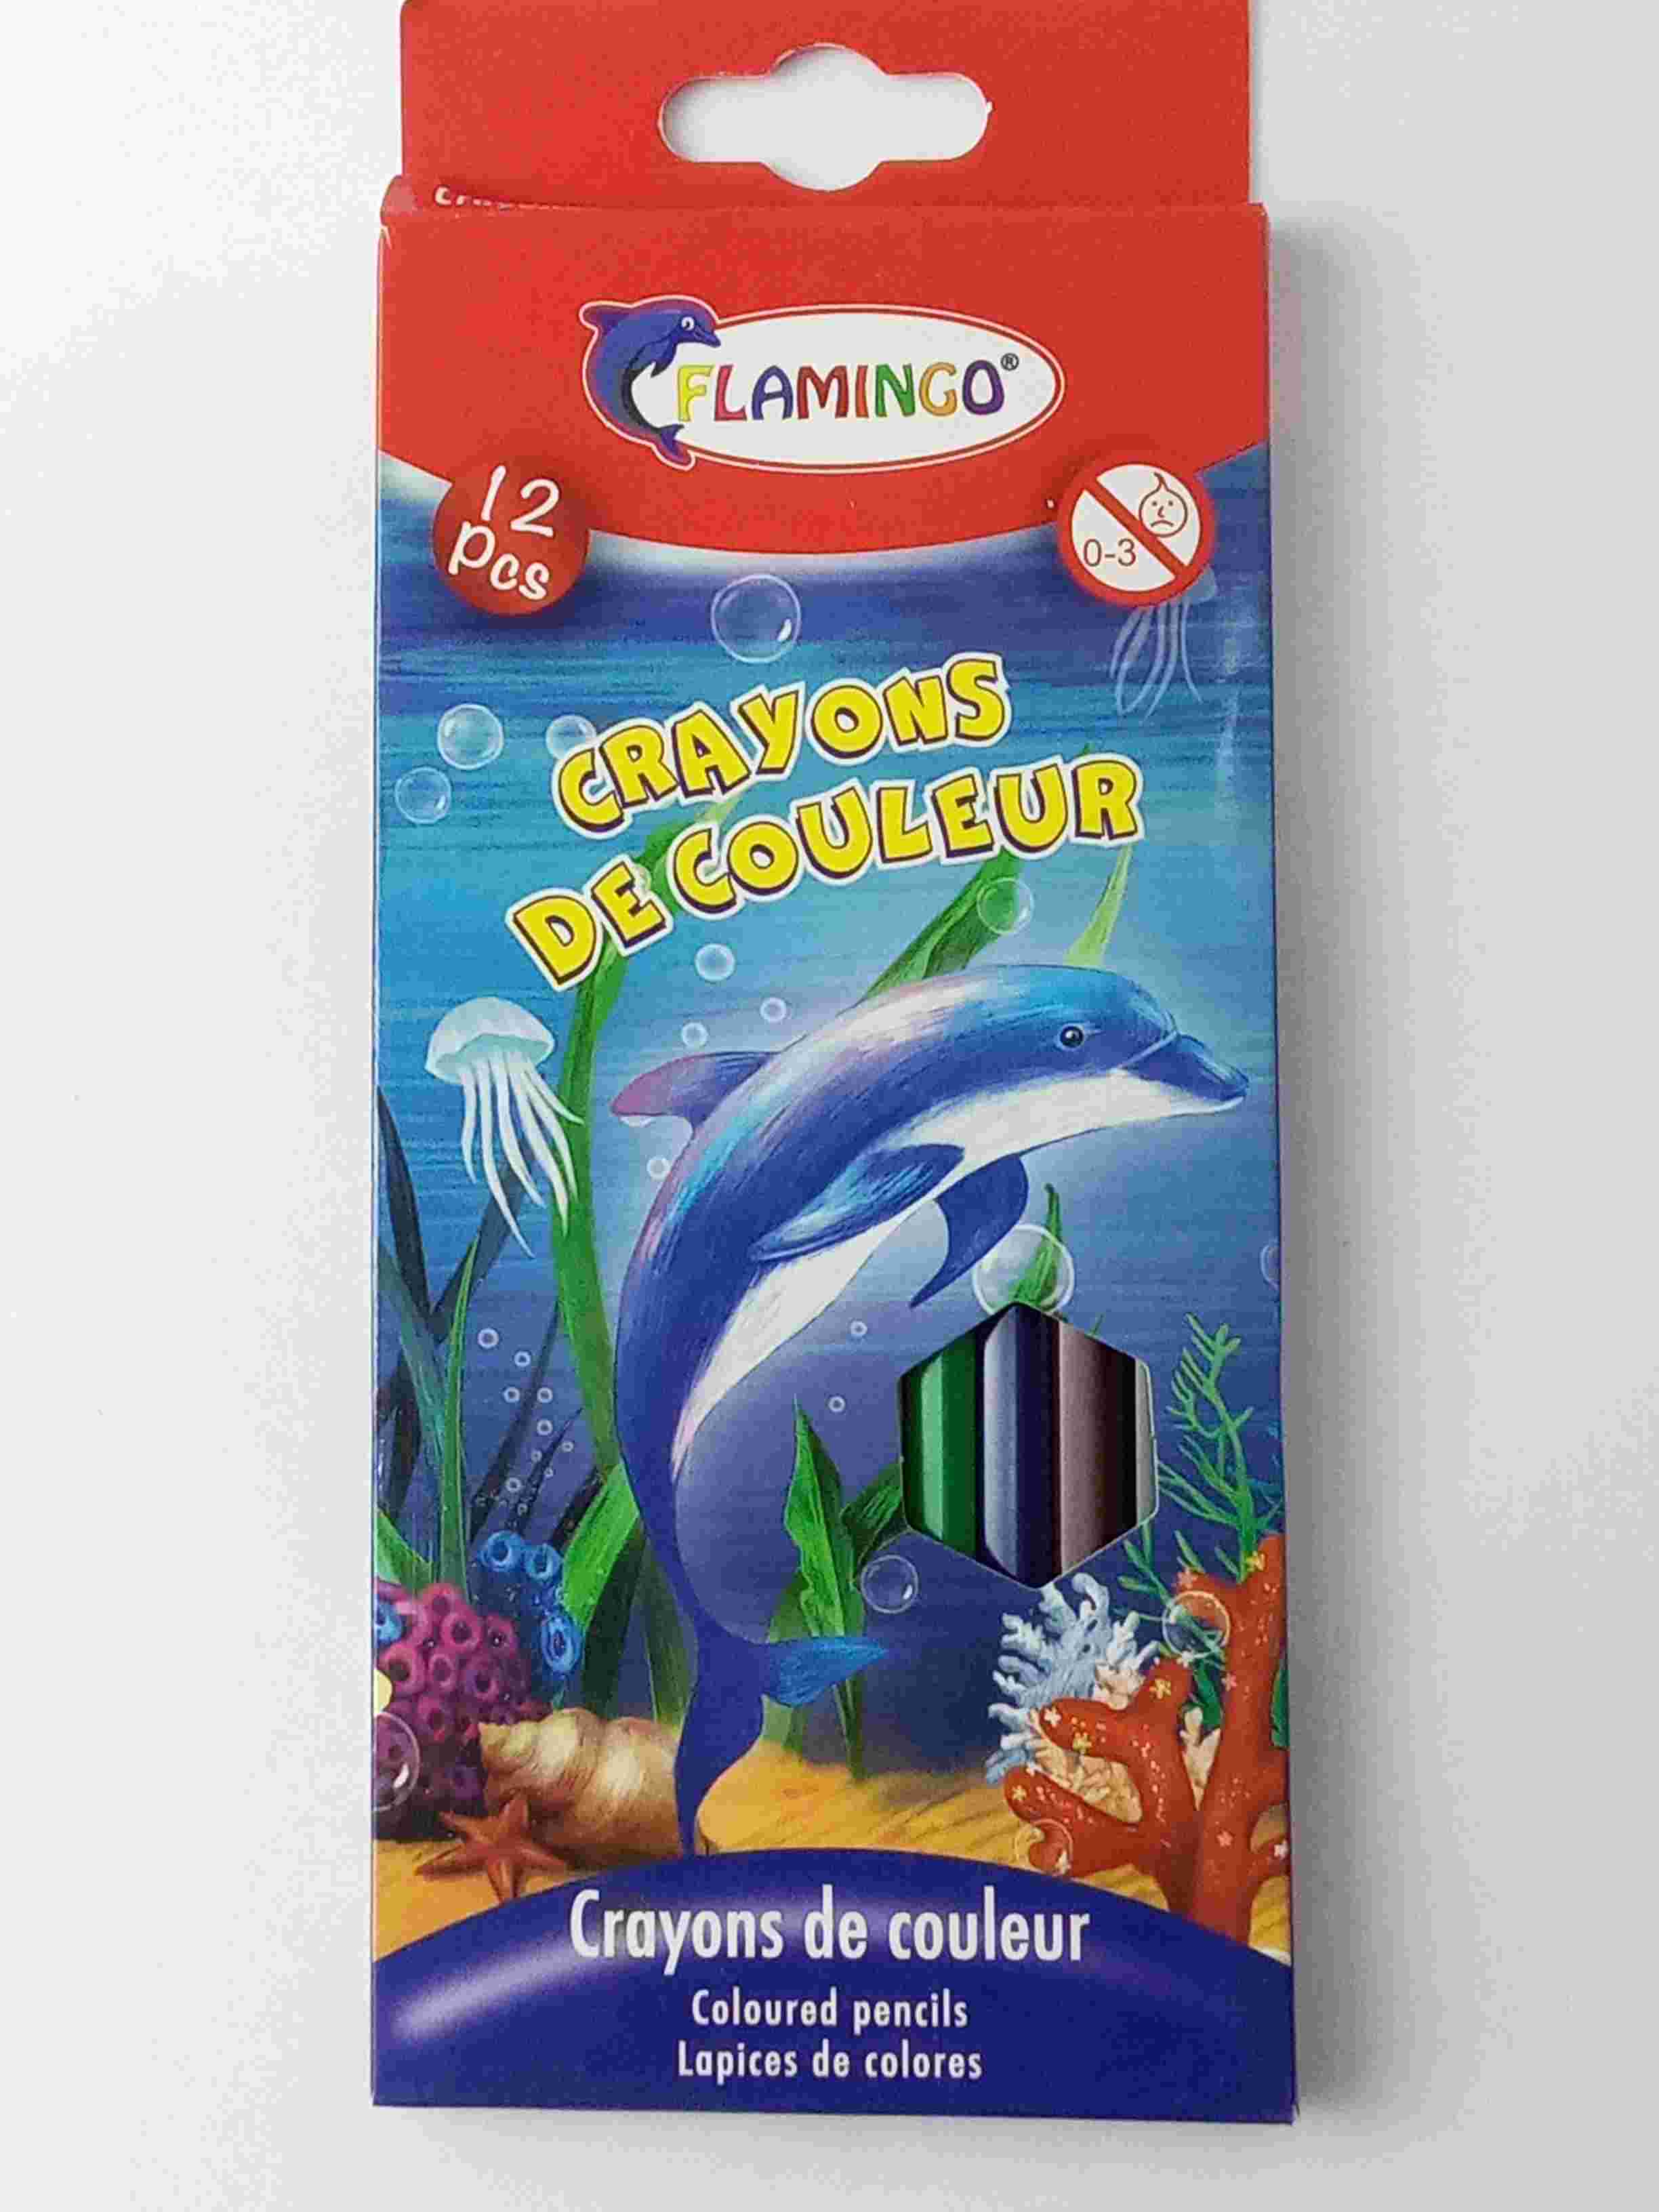 FLAMINGO®
12
pcs
0-3
CRAYONS
DE COULEUR
Crayons de couleur
Coloured pencils
Lapices de colores